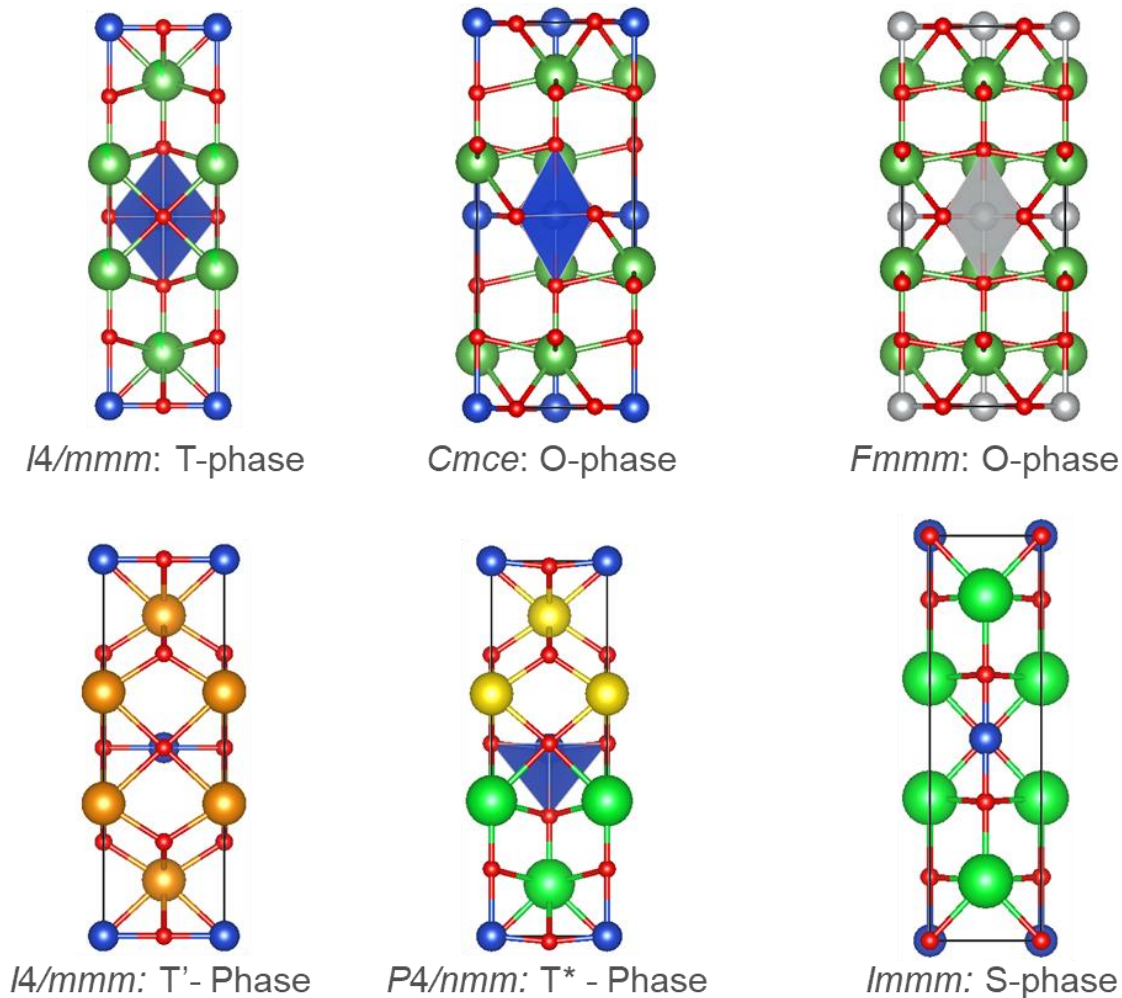 I4/mmm: T-phase
Cmce: O-phase
Fmmm: O-phase
I4/mmm: T’- Phase
P4/nmm: T* - Phase
Immm: S-phase